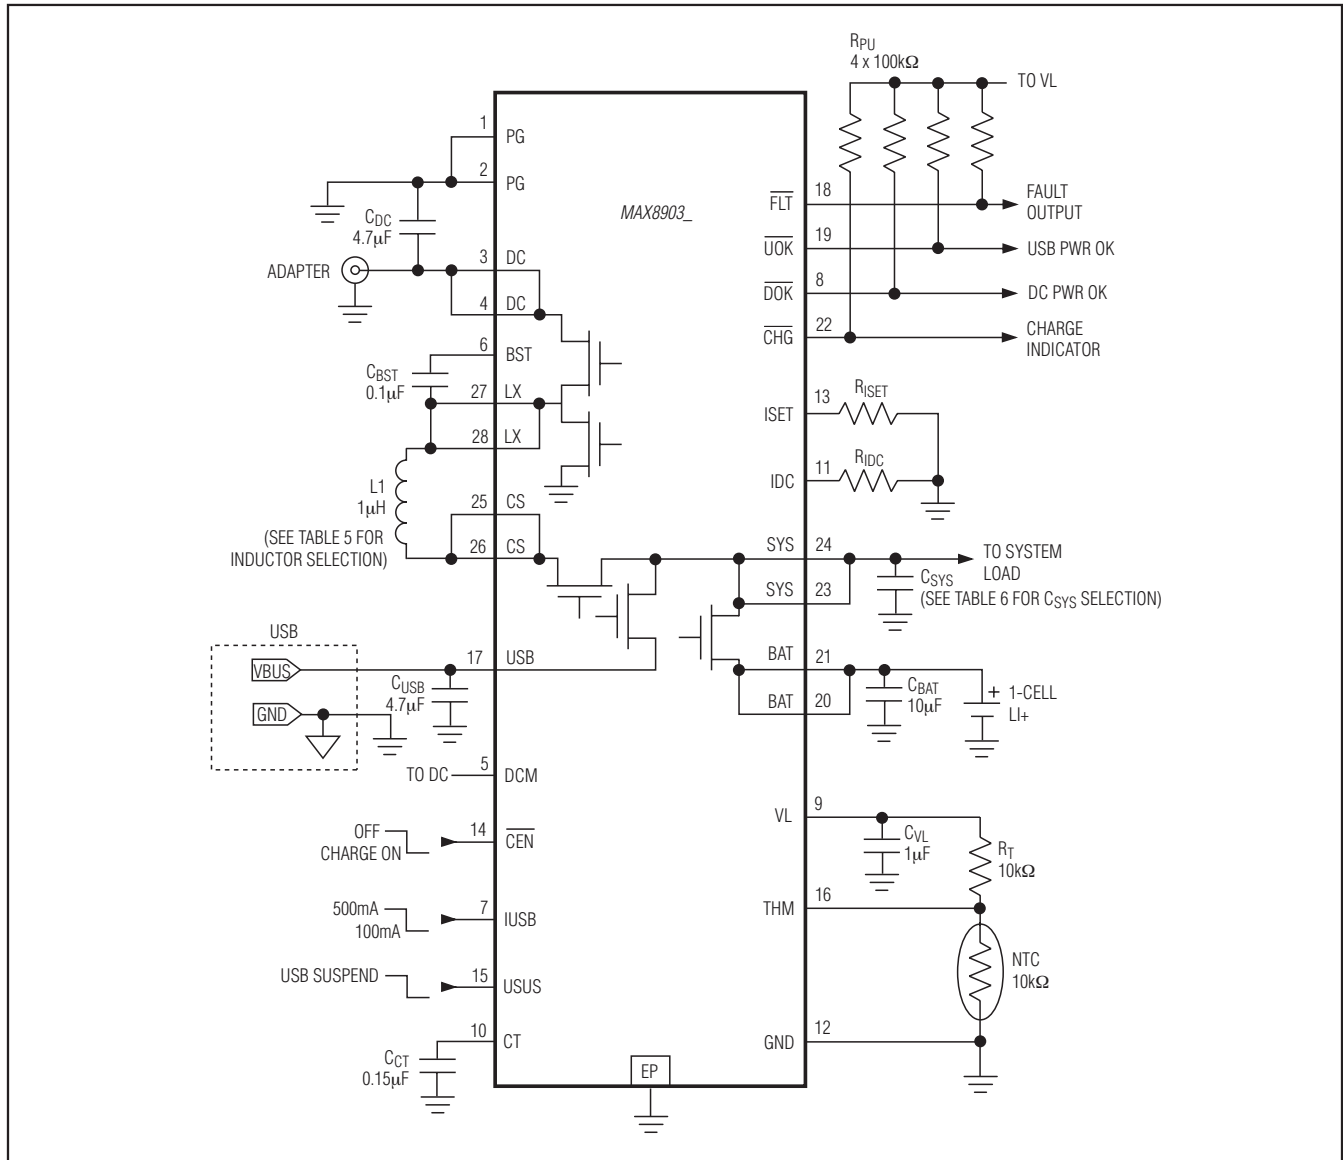 RPU
4 x 100kΩ
TO VL
1
PG
2
PG
MAX8903_
CDC
4.7µF
ADAPTER
3
DC
4
DC
6
BST
CBST
0.1µF
27
LX
28
LX
L1
1µH
(SEE TABLE 5 FOR
INDUCTOR SELECTION)
25
CS
26
CS
USB
VBUS
GND
17
USB
CUSB
4.7µF
TO DC
5
DCM
OFF
CHARGE ON
14
CEN
500mA
100mA
7
IUSB
USB SUSPEND
15
USUS
10
CT
CCT
0.15µF
EP
FLT
18
FAULT
OUTPUT
UOK
19
USB PWR OK
DOK
8
DC PWR OK
CHG
22
CHARGE
INDICATOR
ISET
13
RISET
IDC
11
RIDC
SYS
24
TO SYSTEM
LOAD
SYS
23
CSYS
(SEE TABLE 6 FOR CSYS SELECTION)
BAT
21
BAT
20
CBAT
10µF
+
1-CELL
LI+
VL
9
CVL
1µF
RT
10kΩ
THM
16
NTC
10kΩ
GND
12